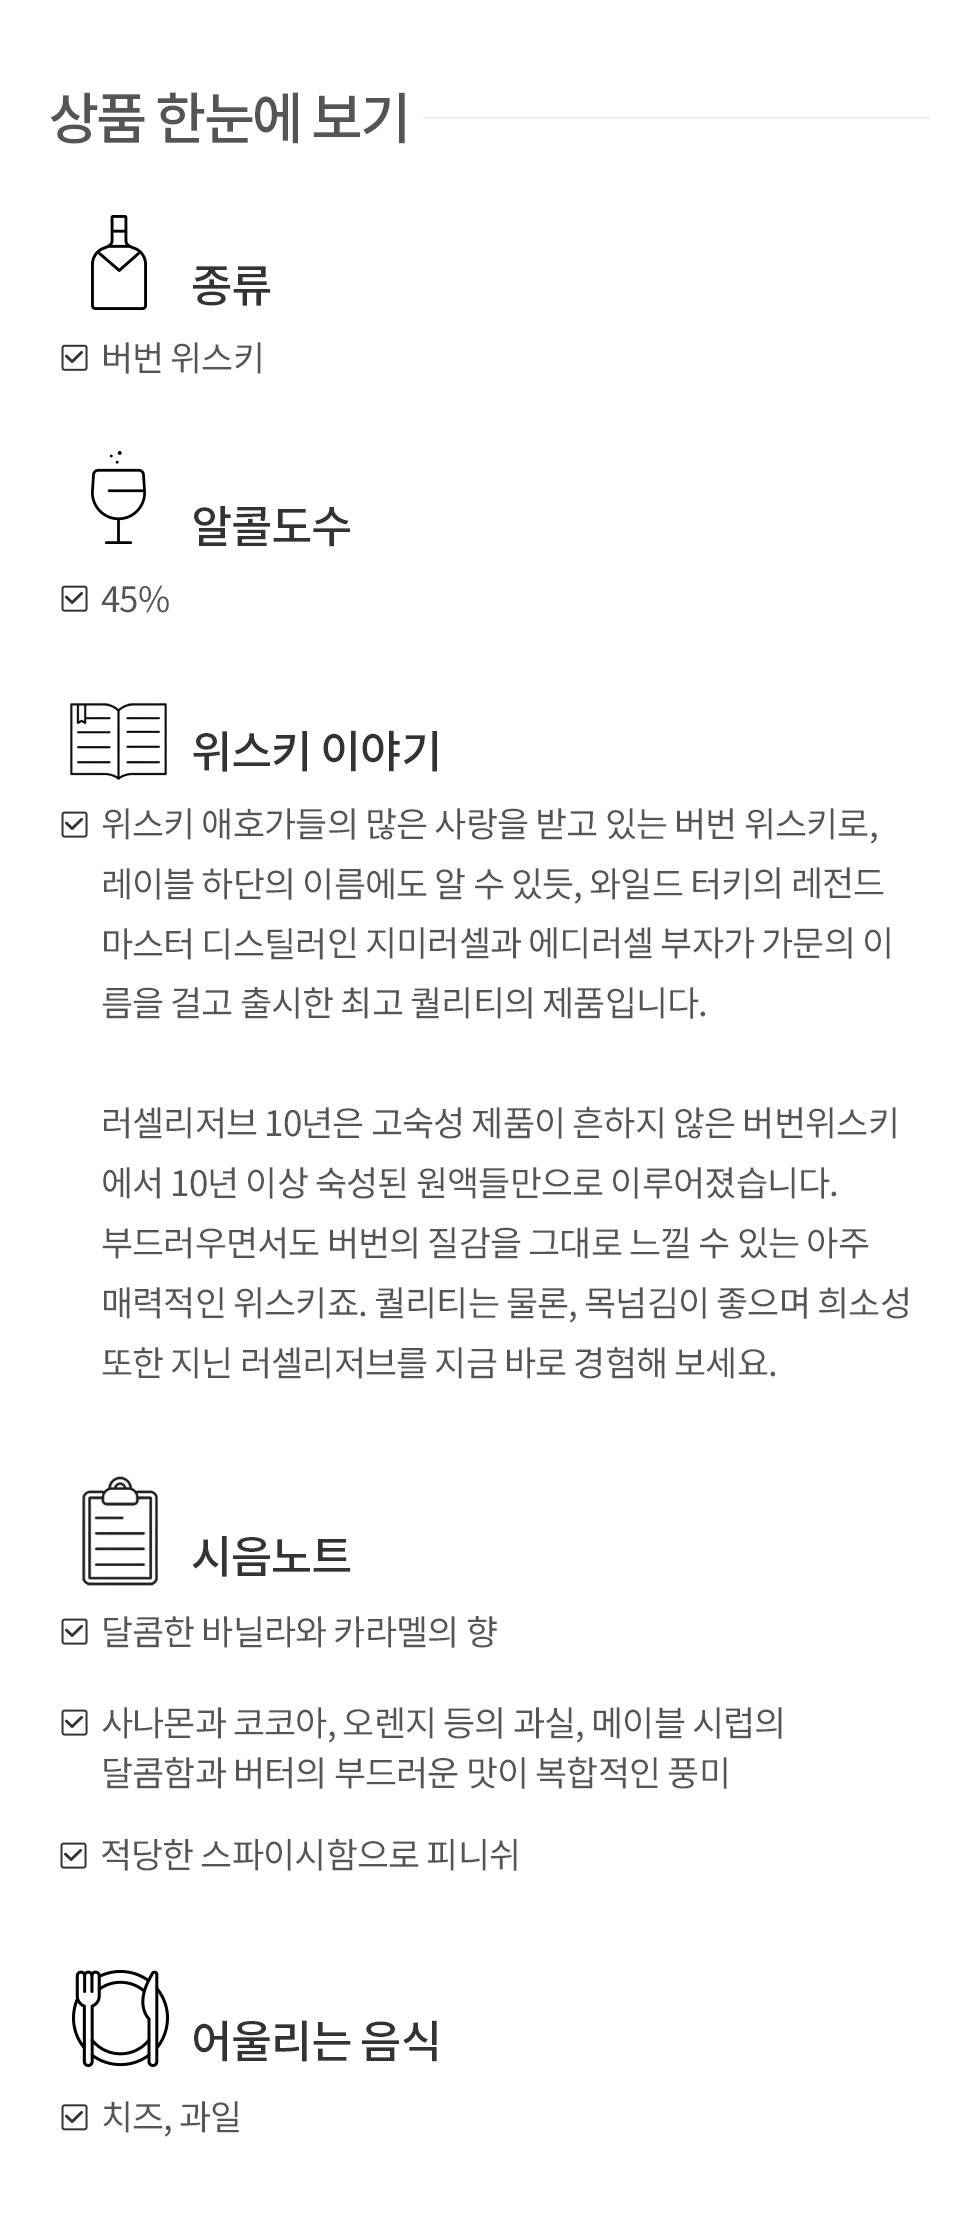 상품 한눈에 보기
종류
버번 위스키
알콜도수
45%
위스키 이야기
위스키 애호가들의 많은 사랑을 받고 있는 버번 위스키로,
레이블 하단의 이름에도 알 수 있듯, 와일드 터키의 레전드
마스터 디스틸러인 지미러셀과 에디러셀 부자가 가문의 이
름을 걸고 출시한 최고 퀄리티의 제품입니다.
러셀리저브 10년은 고숙성 제품이 흔하지 않은 버번위스키
에서 10년 이상 숙성된 원액들만으로 이루어졌습니다.
부드러우면서도 버번의 질감을 그대로 느낄 수 있는 아주
매력적인 위스키죠. 퀄리티는 물론, 목넘김이 좋으며 희소성
또한 지닌 러셀리저브를 지금 바로 경험해 보세요.
시음노트
달콤한 바닐라와 카라멜의 향
사나몬과 코코아, 오렌지 등의 과실, 메이블 시럽의
달콤함과 버터의 부드러운 맛이 복합적인 풍미
적당한 스파이시함으로 피니쉬
어울리는 음식
치즈, 과일